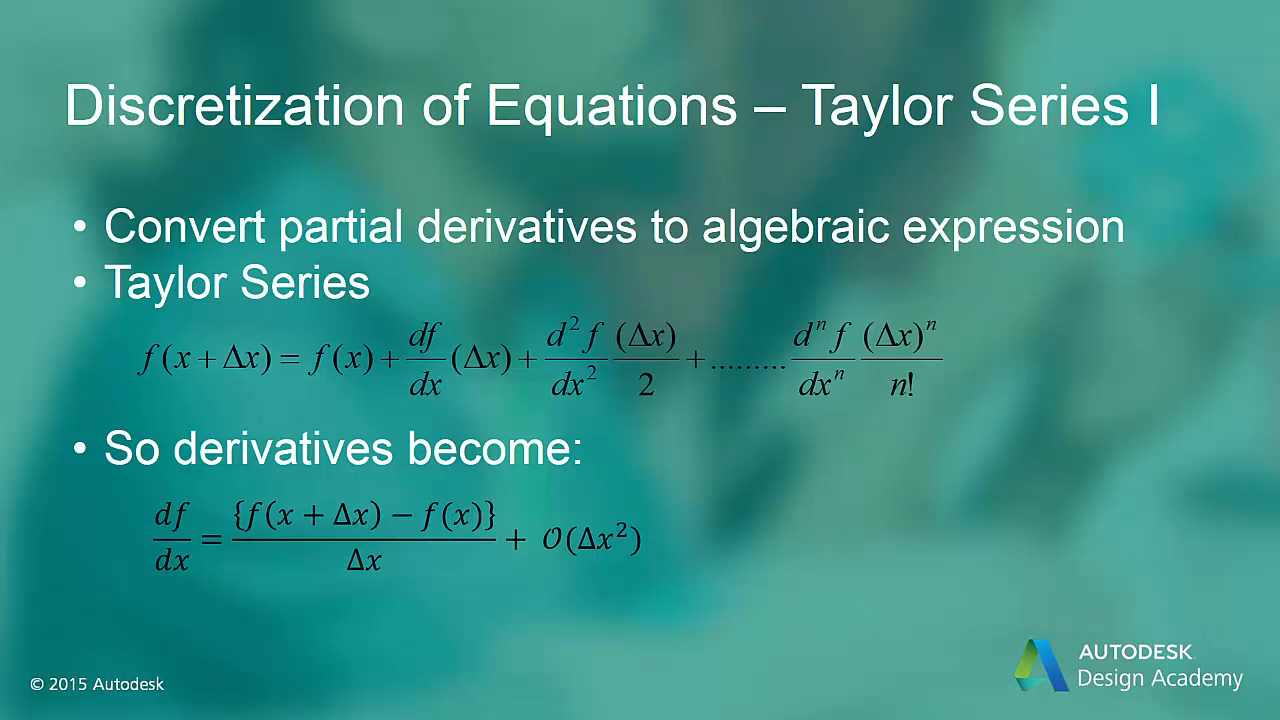 Discretization of Equations – Taylor Series I
• Convert partial derivatives to algebraic expression
• Taylor Series
f(x + Δx) = f(x) + df/dx (Δx) + d²f/dx² (Δx)/2 + ......... dⁿf/dxⁿ (Δx)ⁿ/n!
• So derivatives become:
df/dx = {f(x + Δx) − f(x)}/Δx + 𝒪(Δx²)
AUTODESK.
Design Academy
© 2015 Autodesk